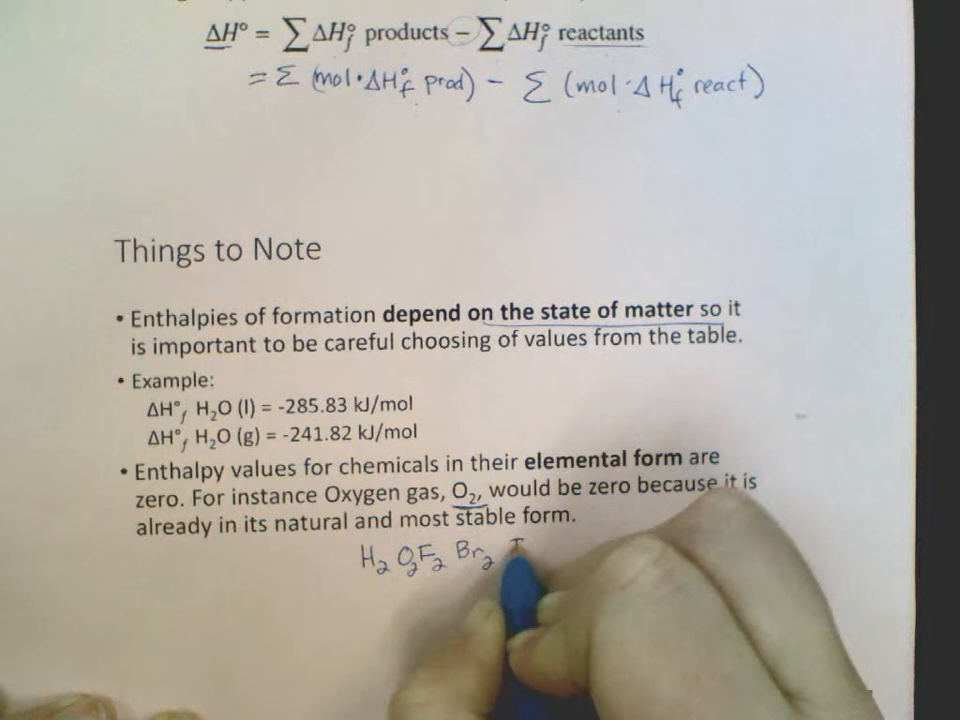 ΔH° = ∑ ΔH°f products − ∑ ΔH°f reactants
= Σ (mol · ΔH°f prod) − Σ (mol · ΔH°f react)
Things to Note
• Enthalpies of formation depend on the state of matter so it
is important to be careful choosing of values from the table.
• Example:
ΔH°f H₂O (l) = -285.83 kJ/mol
ΔH°f H₂O (g) = -241.82 kJ/mol
• Enthalpy values for chemicals in their elemental form are
zero. For instance Oxygen gas, O₂, would be zero because it is
already in its natural and most stable form.
H₂ O₂ F₂ Br₂ I